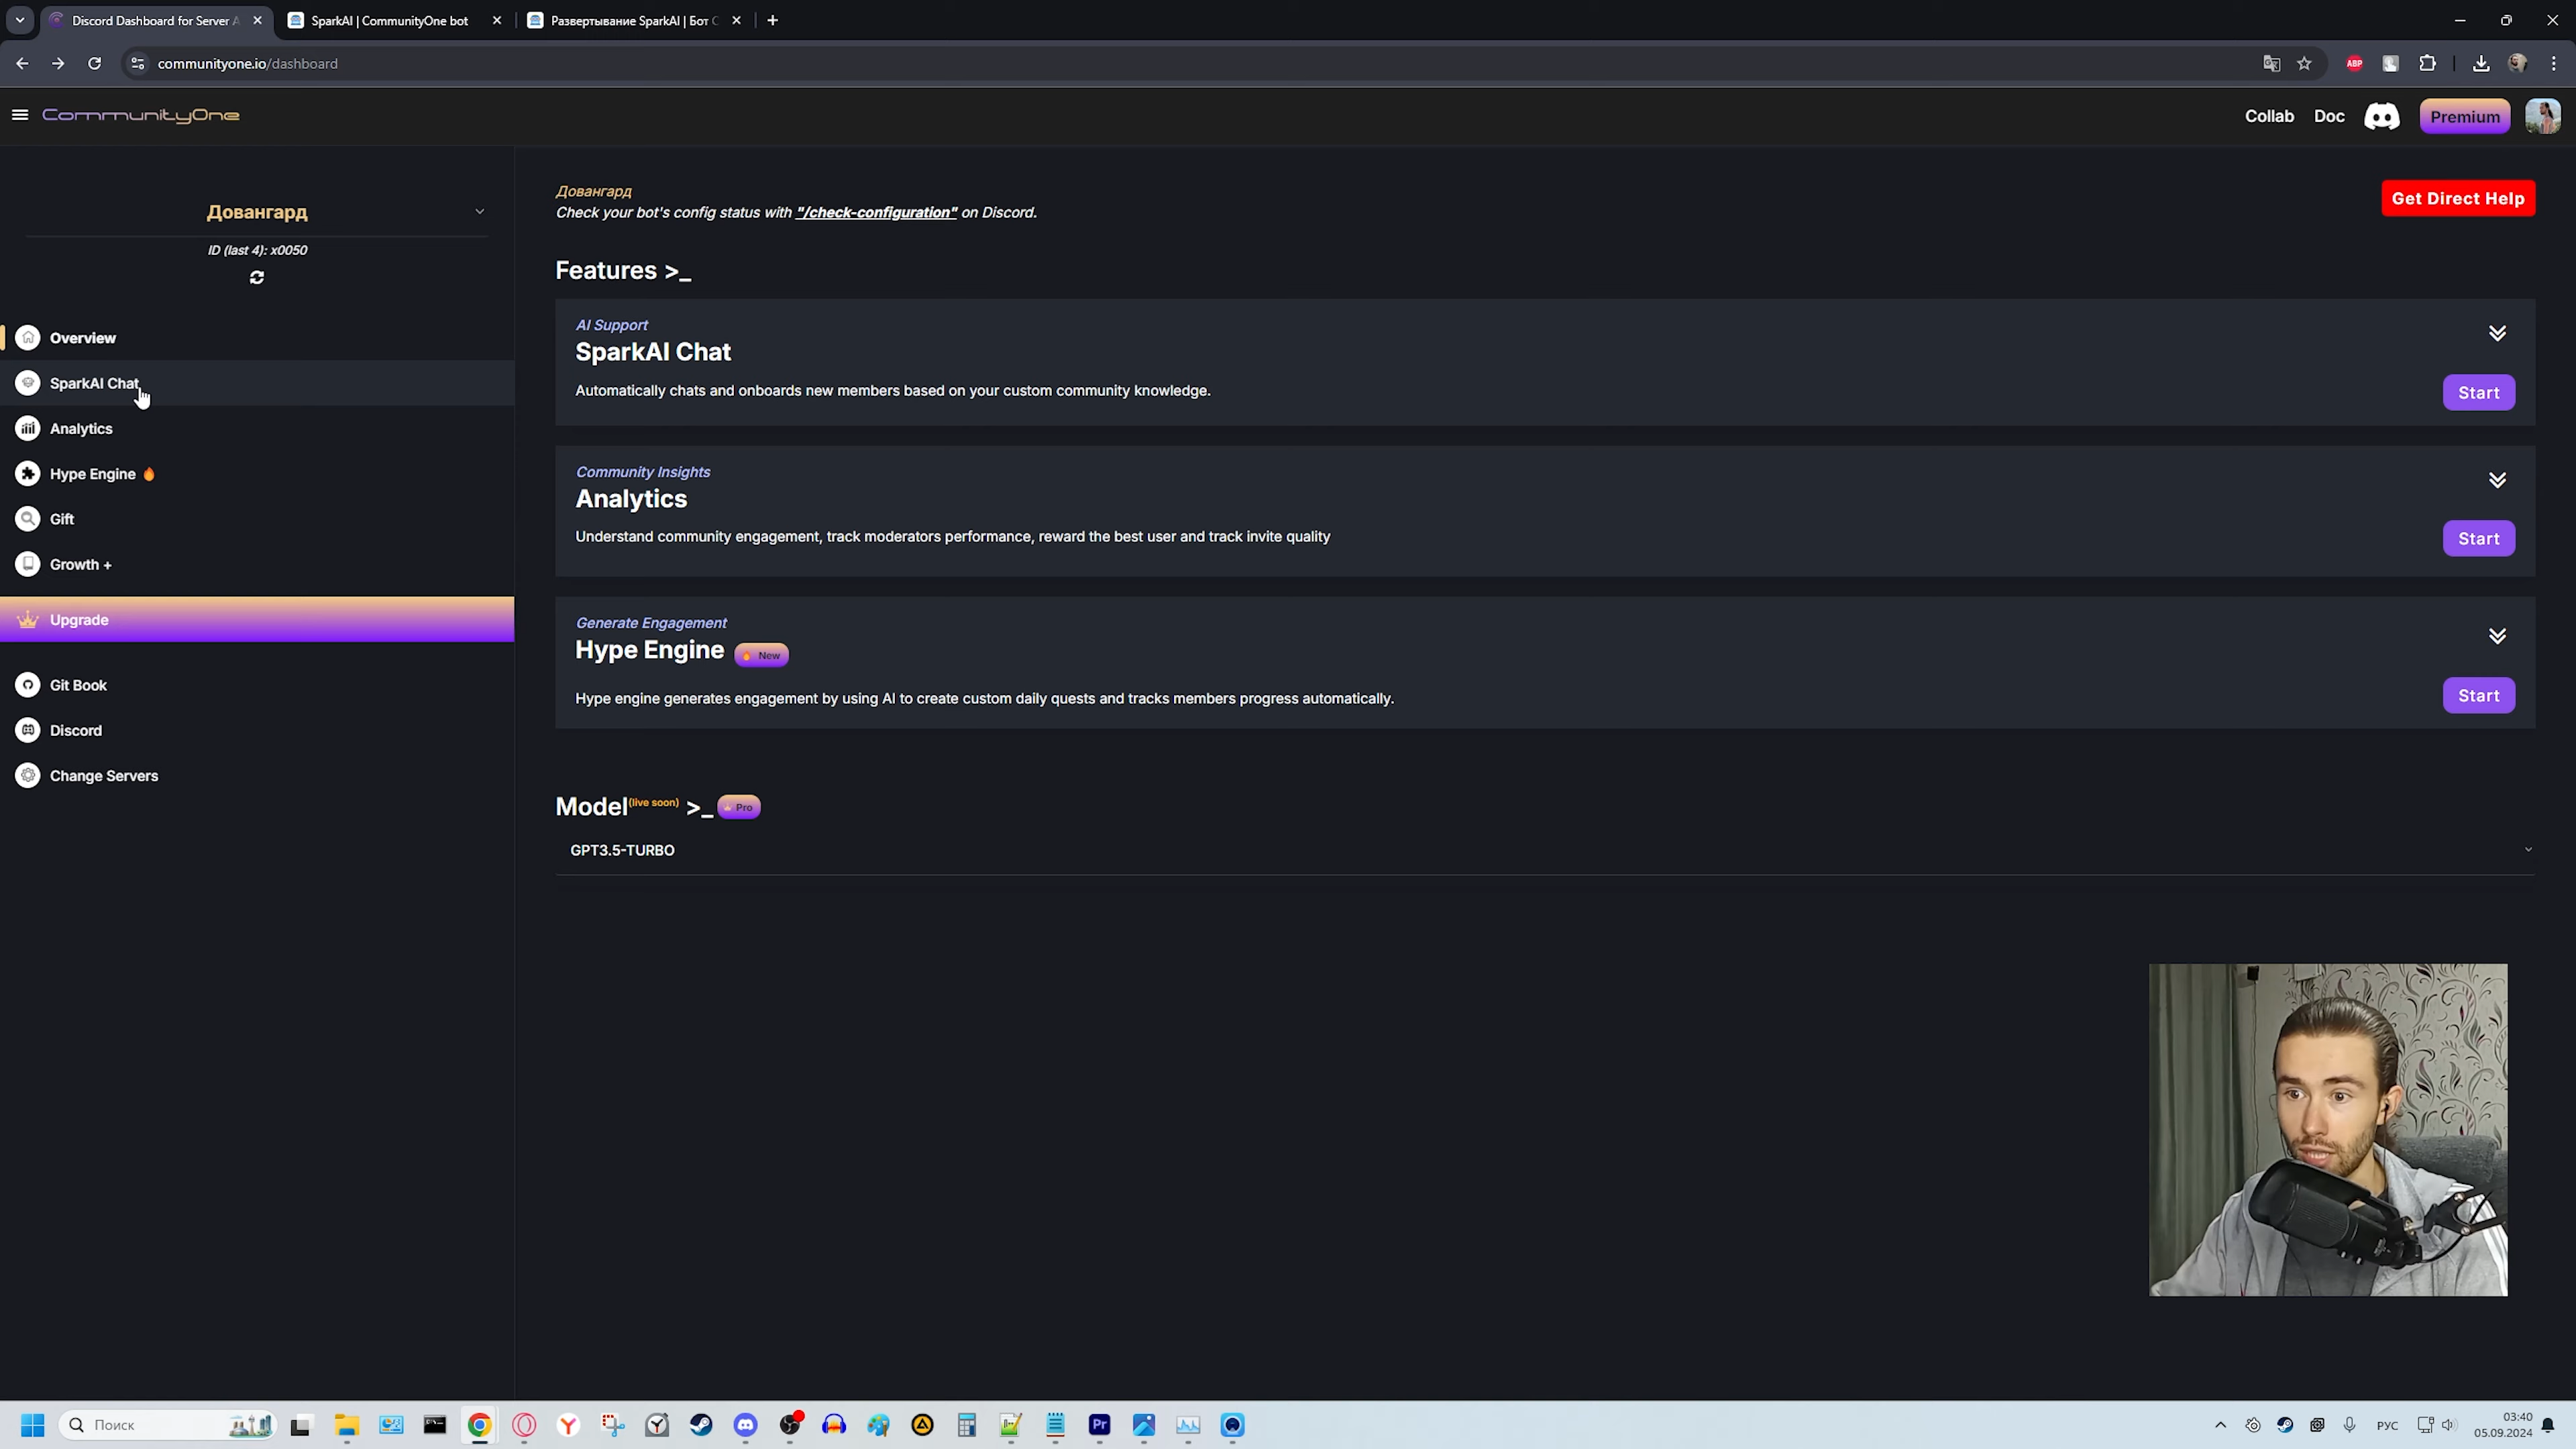 Discord Dashboard for Server A
SparkAI | CommunityOne bot
Развертывание SparkAI | Бот С
communityone.io/dashboard
ABP
CommunityOne
Collab
Doc
Premium
Довангард
ID (last 4): x0050
Overview
SparkAI Chat
Analytics
Hype Engine
Gift
Growth +
Upgrade
Git Book
Discord
Change Servers
Довангард
Check your bot's config status with "/check-configuration" on Discord.
Get Direct Help
Features >_
AI Support
SparkAI Chat
Automatically chats and onboards new members based on your custom community knowledge.
Start
Community Insights
Analytics
Understand community engagement, track moderators performance, reward the best user and track invite quality
Start
Generate Engagement
Hype Engine New
Hype engine generates engagement by using AI to create custom daily quests and tracks members progress automatically.
Start
Model(live soon) >_ Pro
GPT3.5-TURBO
Поиск
Pr
РУС
03:40
05.09.2024